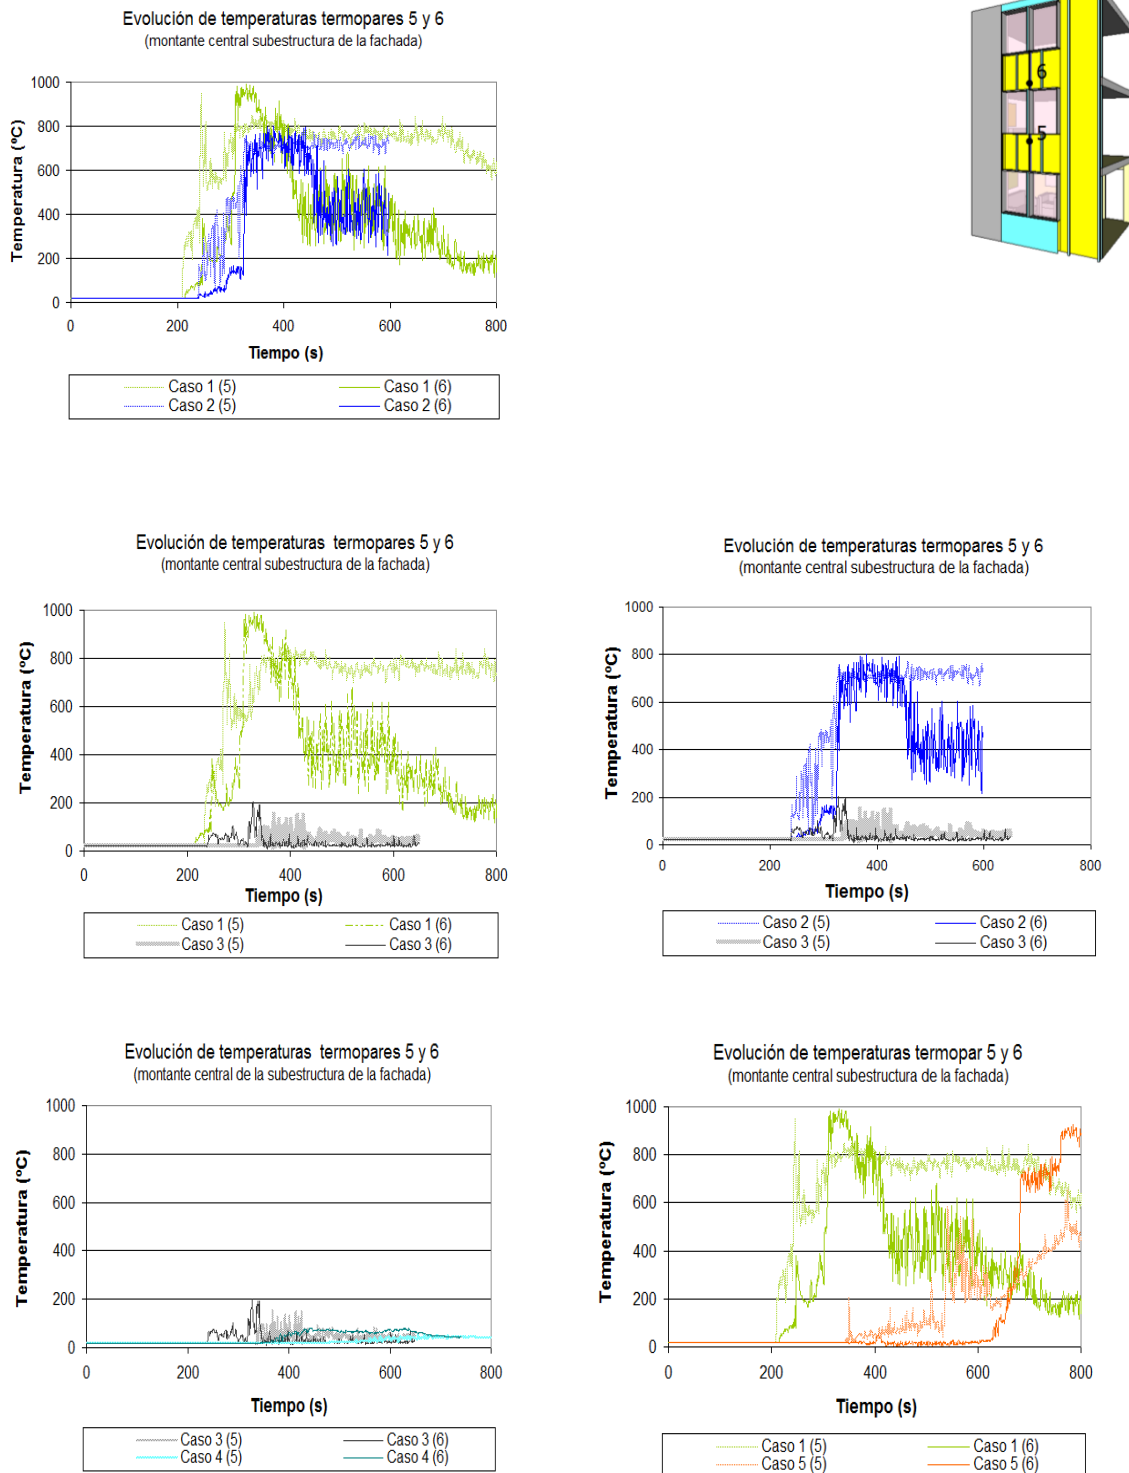 Evolución de temperaturas termopares 5 y 6
(montante central subestructura de la fachada)
Temperatura (ºC)
1000
800
600
400
200
0
0 200 400 600 800
Tiempo (s)
Caso 1 (5) Caso 1 (6)
Caso 2 (5) Caso 2 (6)
6
5
Evolución de temperaturas termopares 5 y 6
(montante central subestructura de la fachada)
Temperatura (ºC)
1000
800
600
400
200
0
0 200 400 600 800
Tiempo (s)
Caso 1 (5) Caso 1 (6)
Caso 3 (5) Caso 3 (6)
Evolución de temperaturas termopares 5 y 6
(montante central subestructura de la fachada)
Temperatura (ºC)
1000
800
600
400
200
0
0 200 400 600 800
Tiempo (s)
Caso 2 (5) Caso 2 (6)
Caso 3 (5) Caso 3 (6)
Evolución de temperaturas termopares 5 y 6
(montante central de la subestructura de la fachada)
Temperatura (ºC)
1000
800
600
400
200
0
0 200 400 600 800
Tiempo (s)
Caso 3 (5) Caso 3 (6)
Caso 4 (5) Caso 4 (6)
Evolución de temperaturas termopar 5 y 6
(montante central subestructura de la fachada)
Temperatura (ºC)
1000
800
600
400
200
0
0 200 400 600 800
Tiempo (s)
Caso 1 (5) Caso 1 (6)
Caso 5 (5) Caso 5 (6)